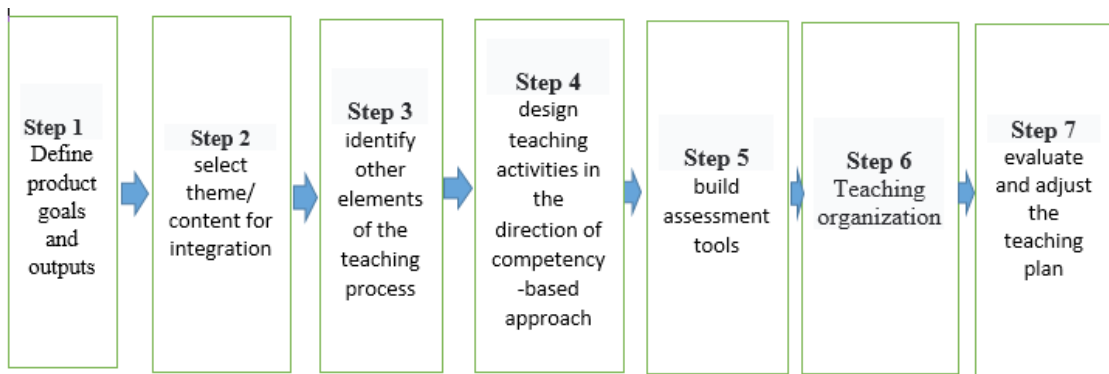 Step 1
Define
product
goals
and
outputs
Step 2
select
theme/
content for
integration
Step 3
identify
other
elements
of the
teaching
process
Step 4
design
teaching
activities in
the
direction of
competency
-based
approach
Step 5
build
assessment
tools
Step 6
Teaching
organization
Step 7
evaluate
and adjust
the
teaching
plan